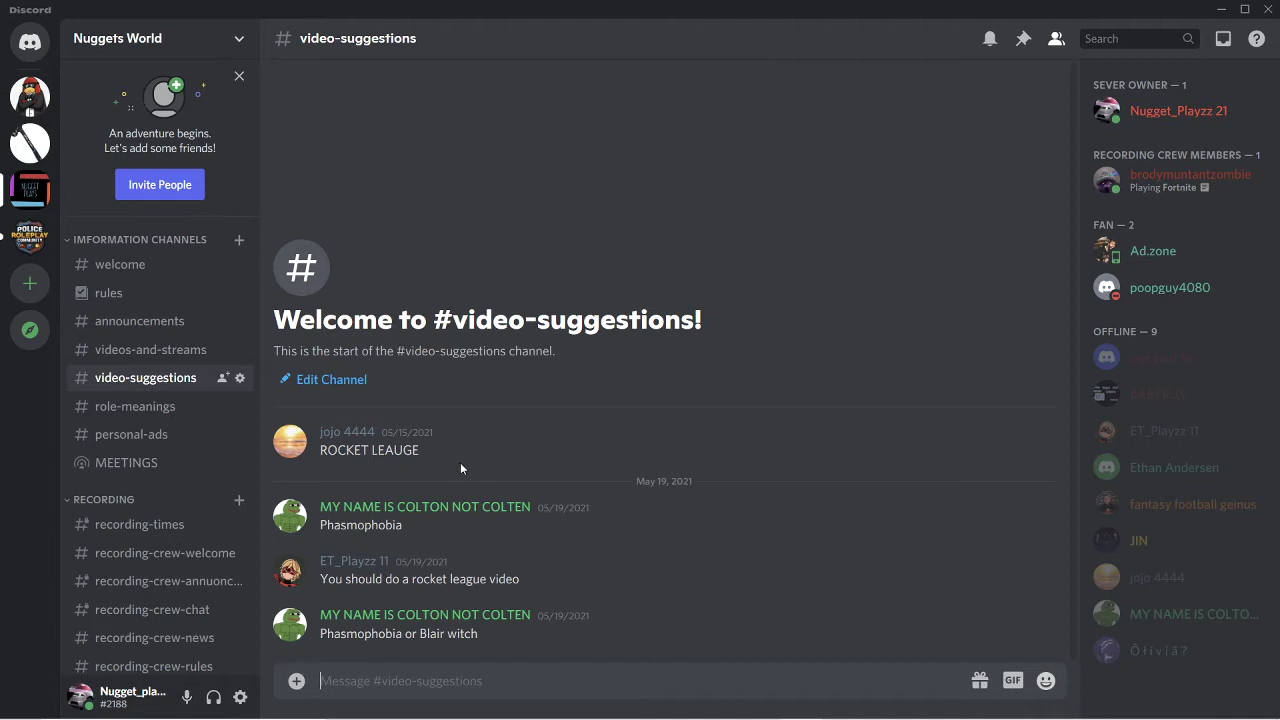 Discord
Nuggets World
# video-suggestions
Search
An adventure begins.
Let's add some friends!
Invite People
IMFORMATION CHANNELS
welcome
rules
announcements
videos-and-streams
video-suggestions
role-meanings
personal-ads
MEETINGS
RECORDING
recording-times
recording-crew-welcome
recording-crew-annuonc...
recording-crew-chat
recording-crew-news
recording-crew-rules
Nugget_pla...
#2188
NUGGET
PLAYS
POLICE
ROLEPLAY
COMMUNITY
Welcome to #video-suggestions!
This is the start of the #video-suggestions channel.
Edit Channel
jojo 4444 05/15/2021
ROCKET LEAUGE
May 19, 2021
MY NAME IS COLTON NOT COLTEN 05/19/2021
Phasmophobia
ET_Playzz 11 05/19/2021
You should do a rocket league video
MY NAME IS COLTON NOT COLTEN 05/19/2021
Phasmophobia or Blair witch
Message #video-suggestions
GIF
SEVER OWNER — 1
Nugget_Playzz 21
RECORDING CREW MEMBERS — 1
brodymuntantzombie
Playing Fortnite
FAN — 2
Ad.zone
poopguy4080
OFFLINE — 9
ET_Playzz 11
Ethan Andersen
fantasy football geinus
JIN
jojo 4444
MY NAME IS COLTO...